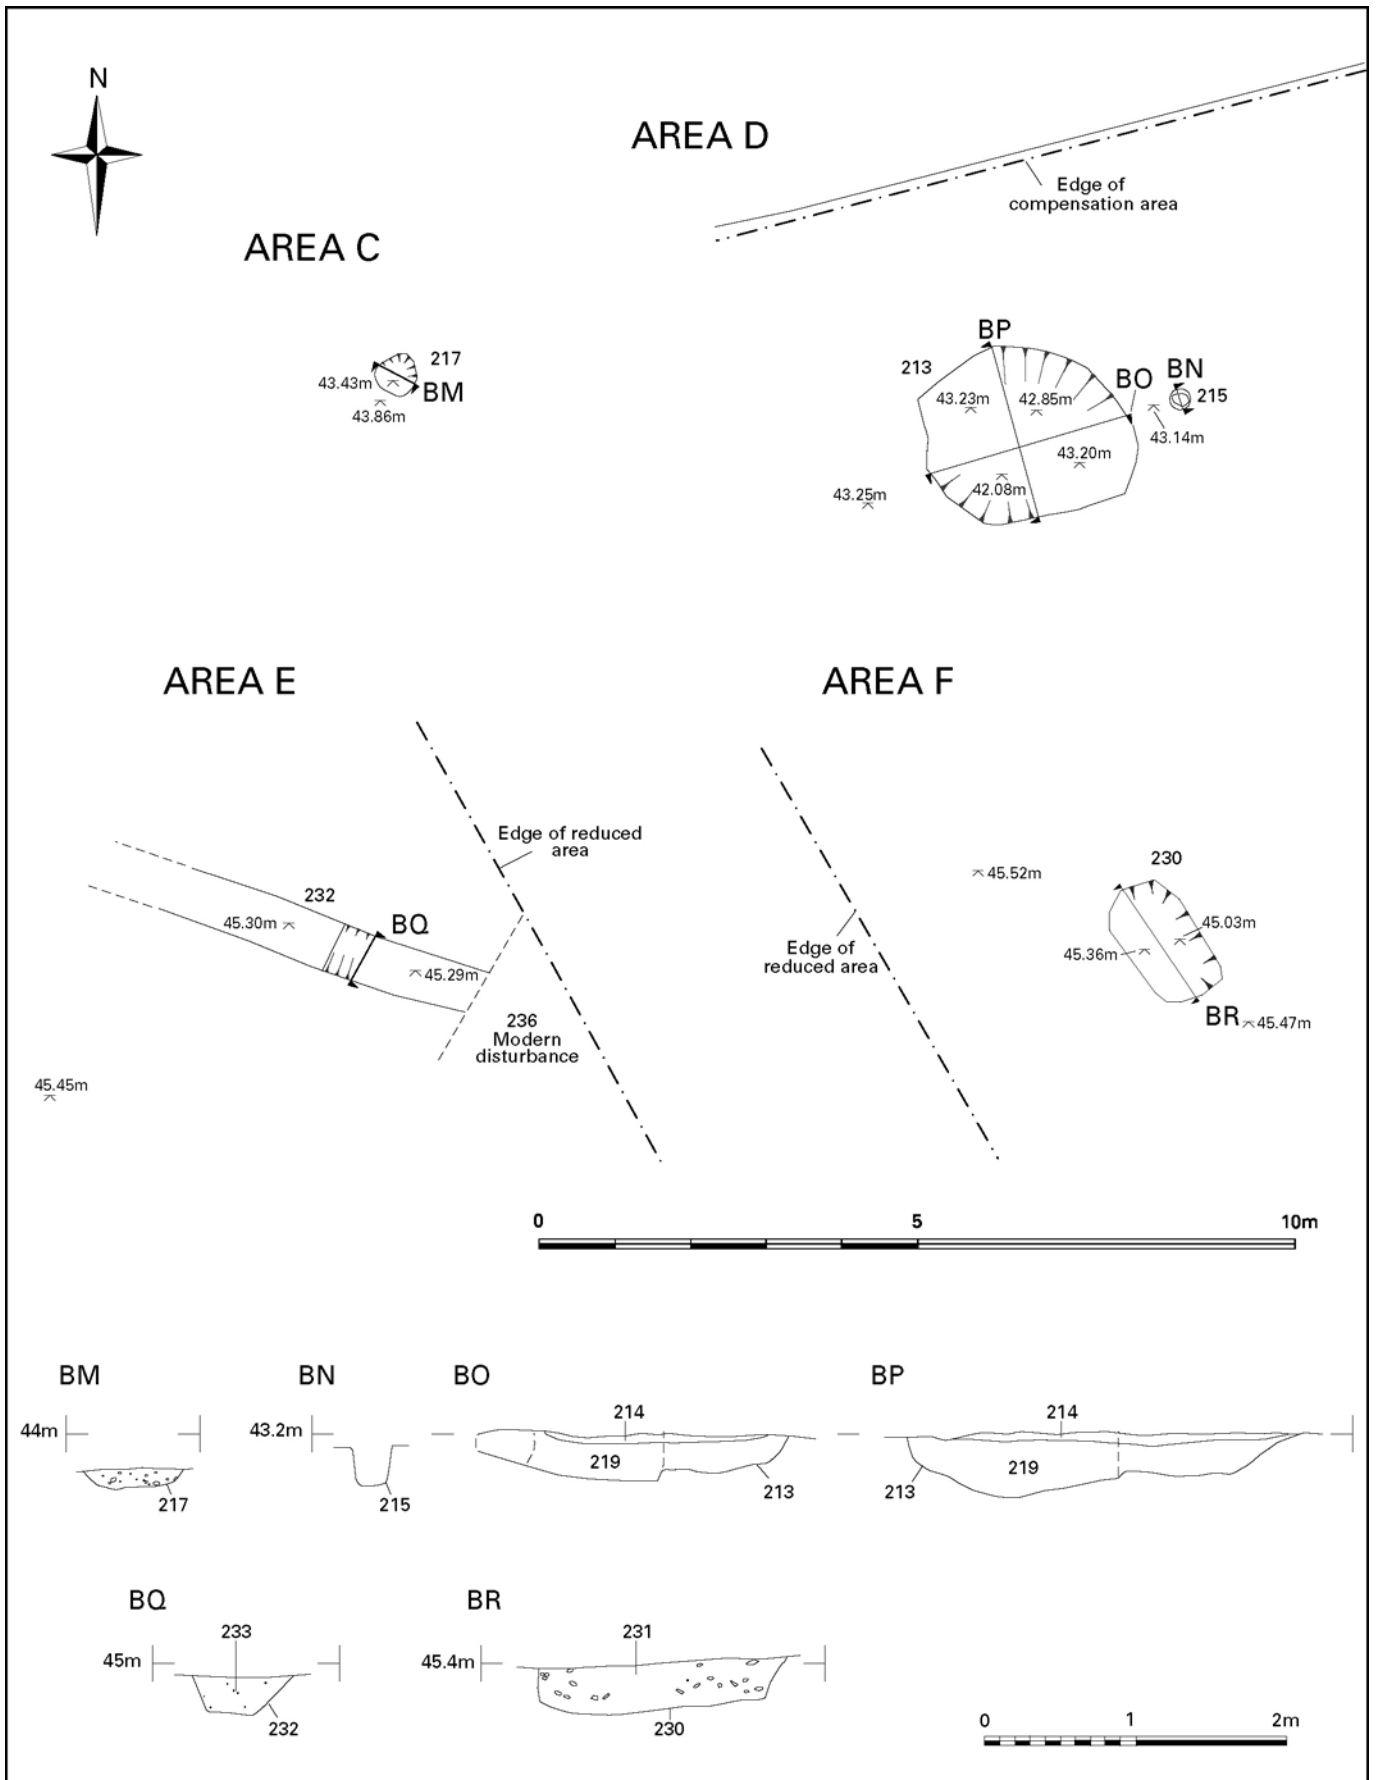 N
AREA D
Edge of
compensation area
AREA C
217
43.43m
BM
43.86m
BP
213
BN
BO
215
43.23m
42.85m
43.14m
43.20m
42.08m
43.25m
AREA E
AREA F
Edge of reduced
area
232
45.30m
BQ
45.29m
236
Modern
disturbance
45.45m
45.52m
230
45.03m
Edge of
reduced area
45.36m
BR
45.47m
0 5 10m
BM
BN
BO
BP
44m
43.2m
214
214
219
219
217
215
213
213
BQ
BR
233
231
45m
45.4m
232
230
0 1 2m